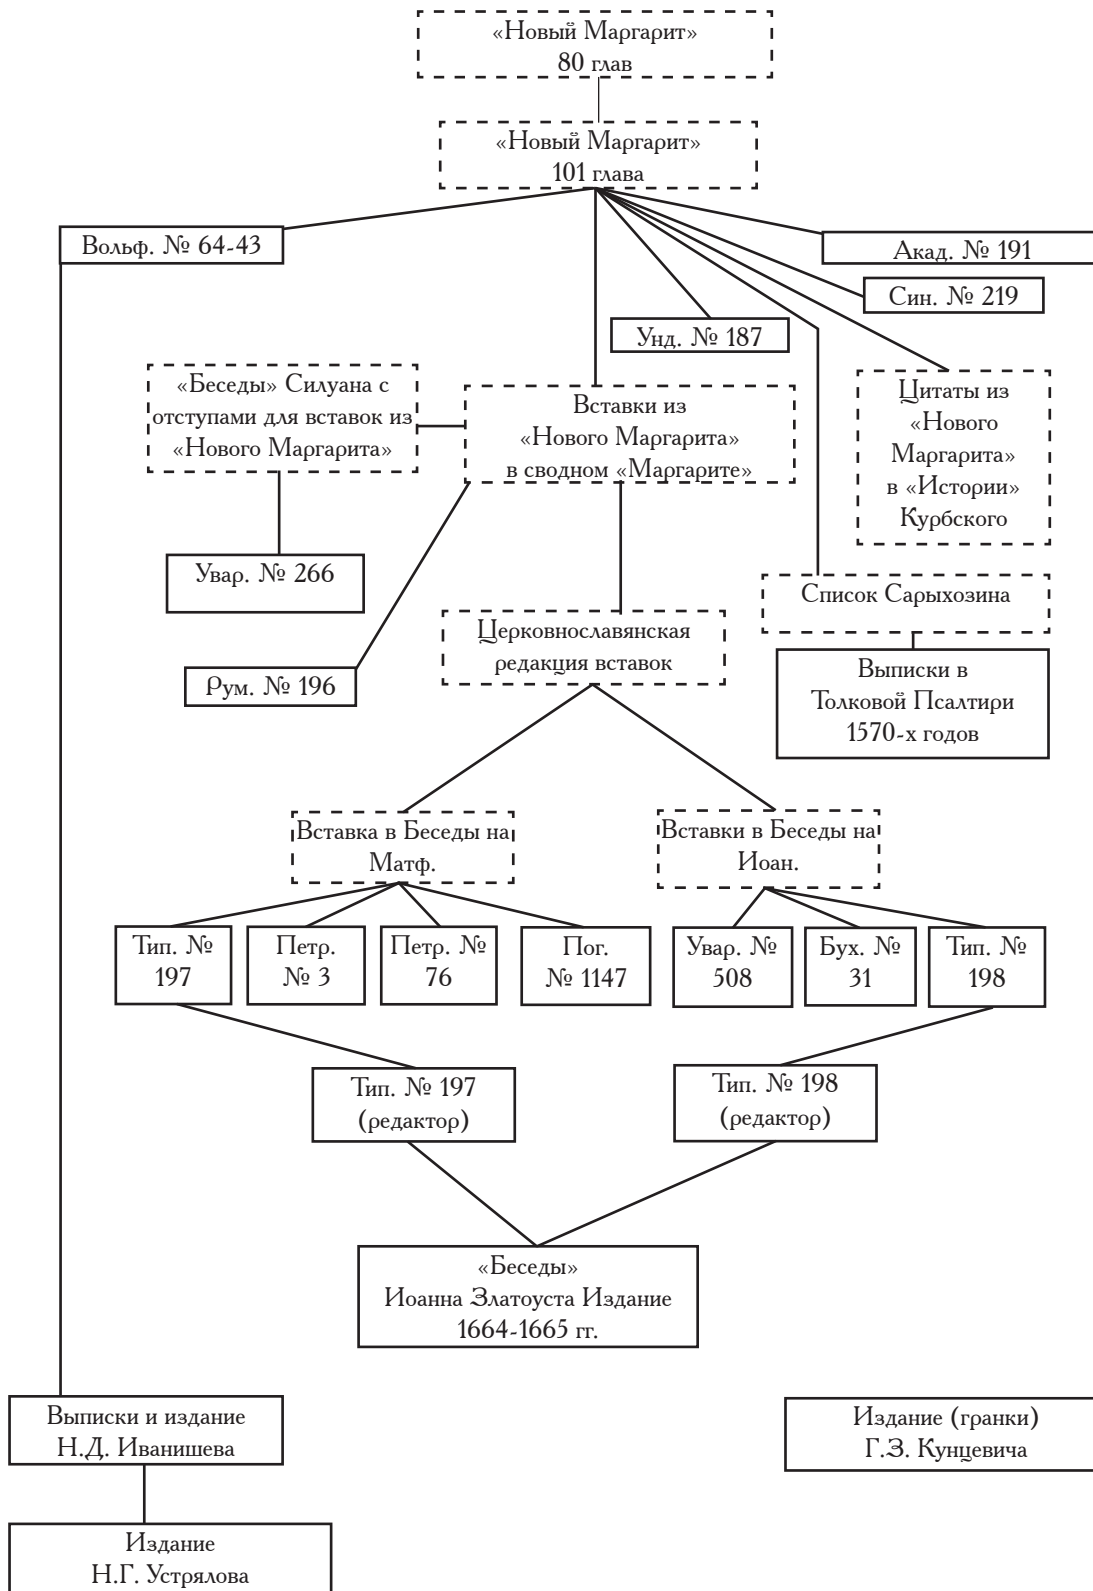 «Новый Маргарит»
80 глав
«Новый Маргарит»
101 глава
Вольф. № 64-43
Акад. № 191
Син. № 219
Унд. № 187
«Беседы» Силуана с
отступами для вставок из
«Нового Маргарита»
Вставки из
«Нового Маргарита»
в сводном «Маргарите»
Цитаты из
«Нового
Маргарита»
в «Истории»
Курбского
Увар. № 266
Список Сарыхозина
Церковнославянская
редакция вставок
Рум. № 196
Выписки в
Толковой Псалтири
1570-х годов
Вставка в Беседы на
Матф.
Вставки в Беседы на
Иоан.
Тип. №
197
Петр.
№ 3
Петр. №
76
Пог.
№ 1147
Увар. №
508
Бух. №
31
Тип. №
198
Тип. № 197
(редактор)
Тип. № 198
(редактор)
«Беседы»
Иоанна Златоуста Издание
1664-1665 гг.
Выписки и издание
Н.Д. Иванишева
Издание (гранки)
Г.З. Кунцевича
Издание
Н.Г. Устрялова